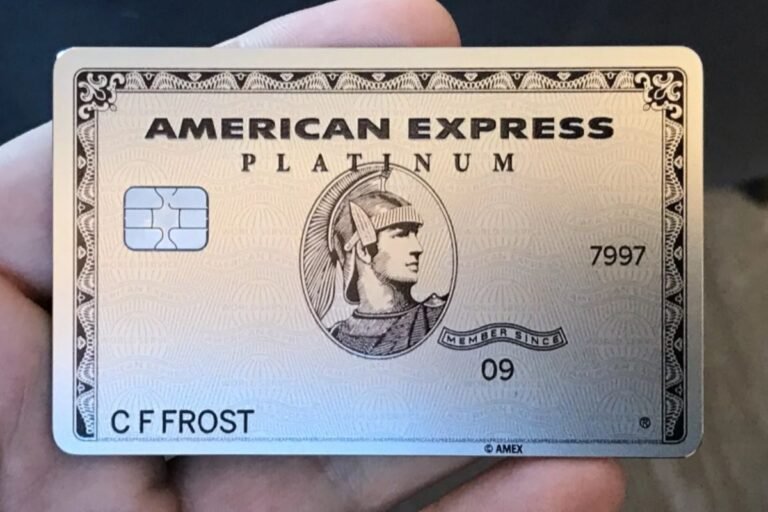 AMERICAN EXPRESS
PLATINUM
7997
MEMBER SINCE
09
C F FROST
®
© AMEX